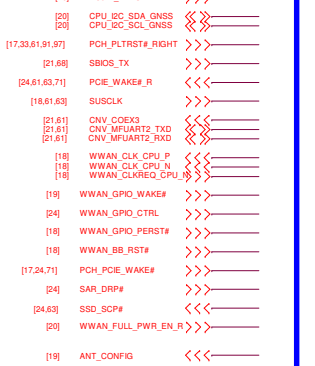 [20] CPU_I2C_SDA_GNSS
[20] CPU_I2C_SCL_GNSS
[17,33,61,91,97] PCH_PLTRST#_RIGHT
[21,68] SBIOS_TX
[24,61,63,71] PCIE_WAKE#_R
[18,61,63] SUSCLK
[21,61] CNV_COEX3
[21,61] CNV_MFUART2_TXD
[21,61] CNV_MFUART2_RXD
[18] WWAN_CLK_CPU_P
[18] WWAN_CLK_CPU_N
[18] WWAN_CLKREQ_CPU_N
[19] WWAN_GPIO_WAKE#
[24] WWAN_GPIO_CTRL
[18] WWAN_GPIO_PERST#
[18] WWAN_BB_RST#
[17,24,71] PCH_PCIE_WAKE#
[24] SAR_DRP#
[24,63] SSD_SCP#
[20] WWAN_FULL_PWR_EN_R
[19] ANT_CONFIG